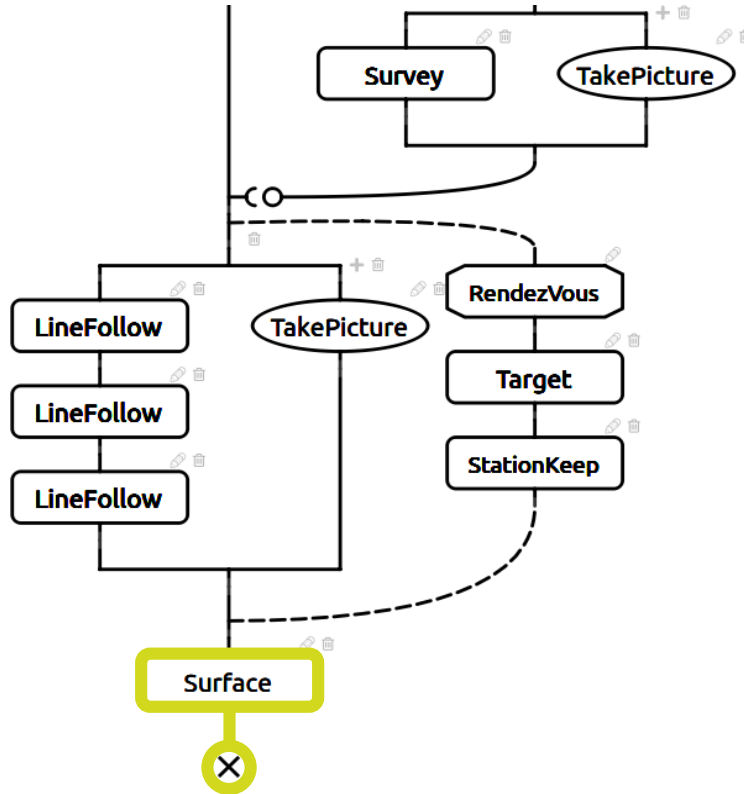 Survey
TakePicture
RendezVous
LineFollow
TakePicture
Target
LineFollow
StationKeep
LineFollow
Surface